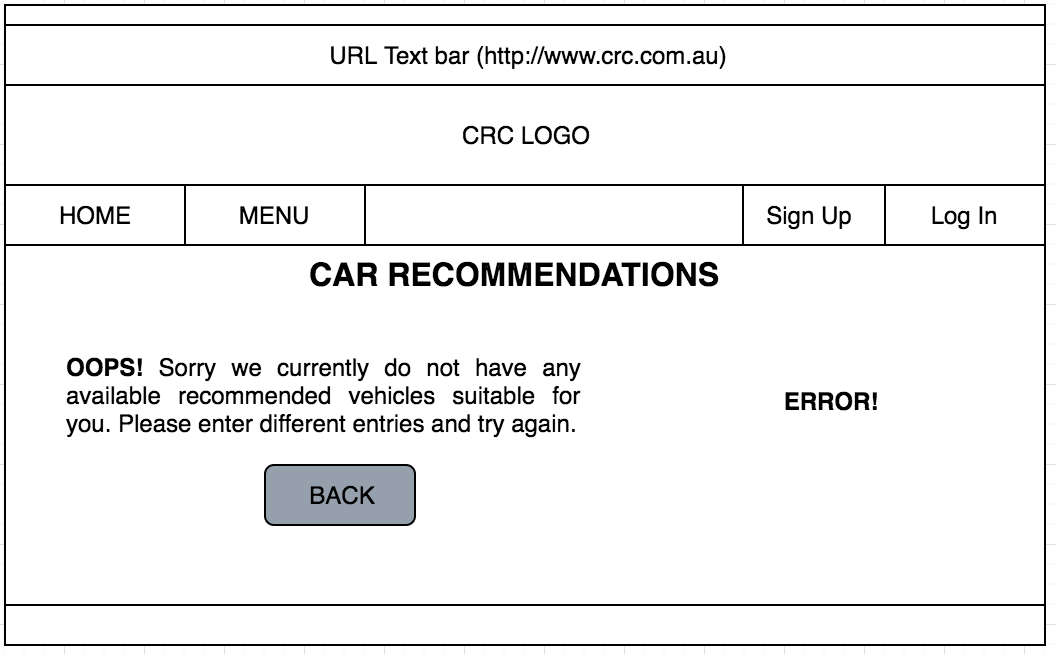 URL Text bar (http://www.crc.com.au)
CRC LOGO
HOME MENU Sign Up Log In
CAR RECOMMENDATIONS
OOPS! Sorry we currently do not have any
available recommended vehicles suitable for
you. Please enter different entries and try again.
ERROR!
BACK